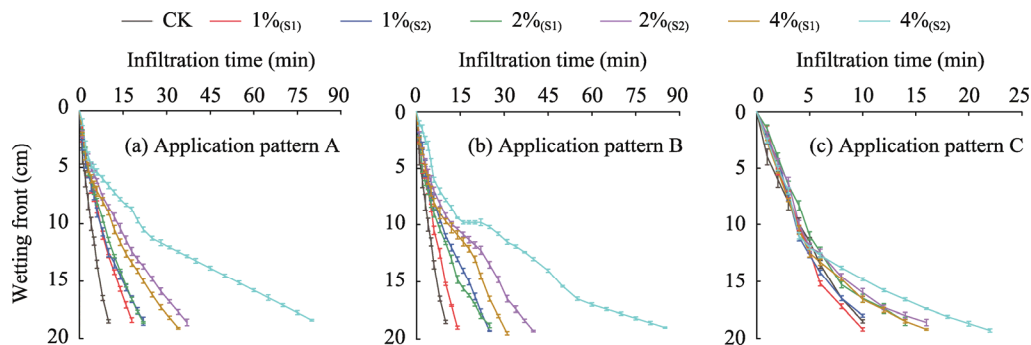 CK 1%(S1) 1%(S2) 2%(S1) 2%(S2) 4%(S1) 4%(S2)
Infiltration time (min) Infiltration time (min) Infiltration time (min)
0 15 30 45 60 75 90 0 15 30 45 60 75 90 0 5 10 15 20 25
(a) Application pattern A (b) Application pattern B (c) Application pattern C
Wetting front (cm)
0 5 10 15 20
0 5 10 15 20
0 5 10 15 20